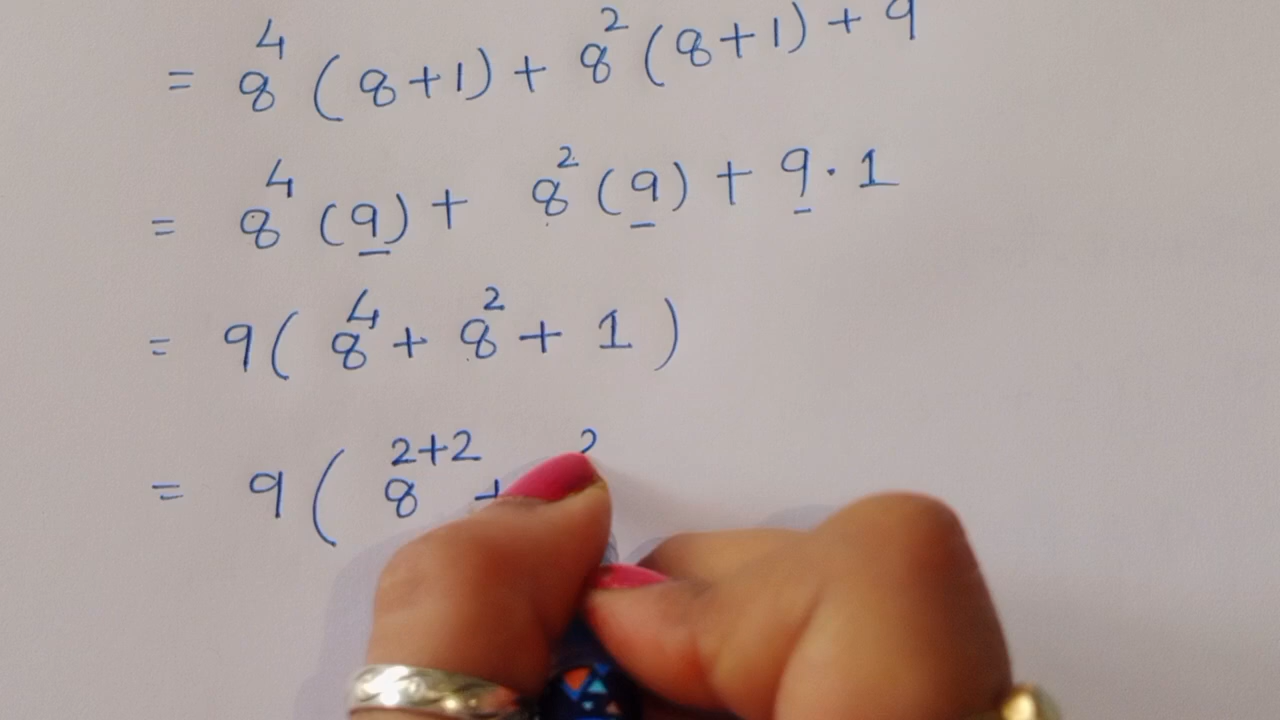 = 8⁴ (8+1) + 8² (8+1) + 9
= 8⁴ (9) + 8² (9) + 9 · 1
= 9 ( 8⁴ + 8² + 1 )
= 9 ( 8²⁺² + ²